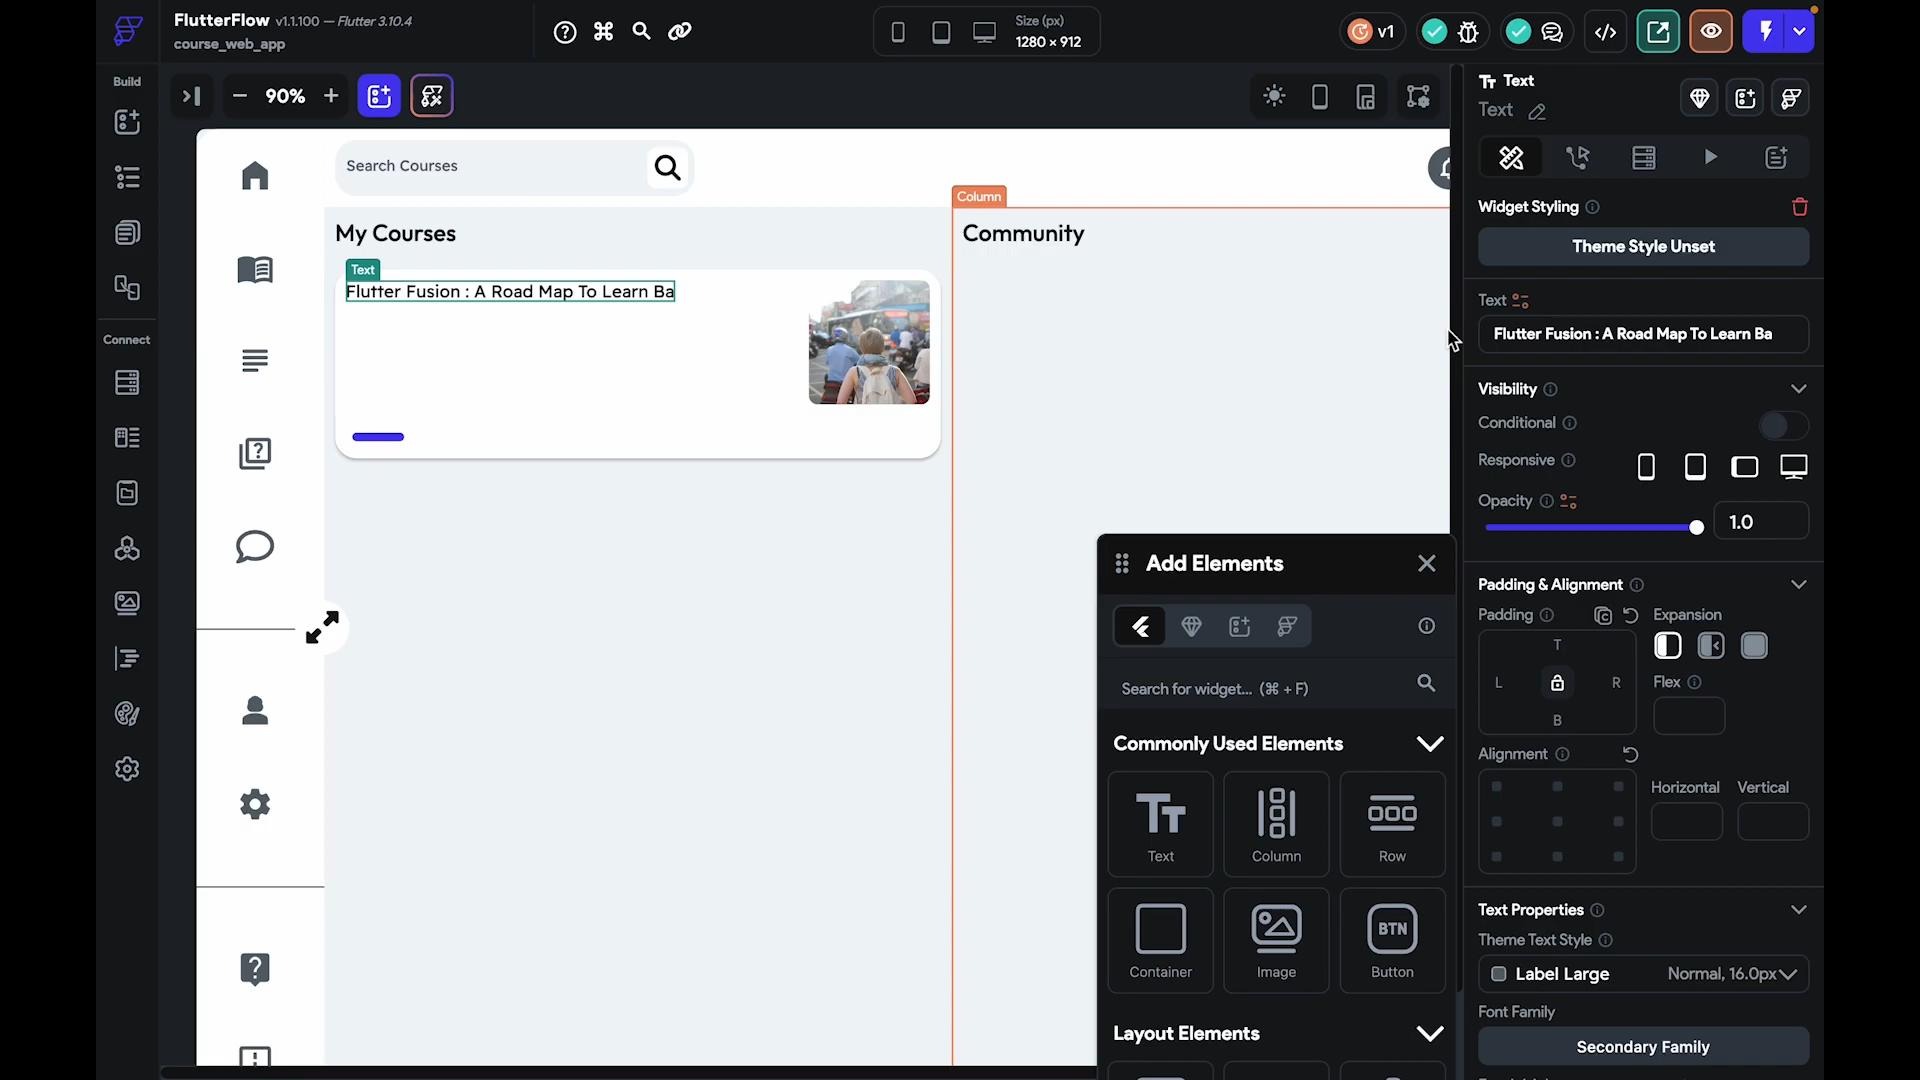 FlutterFlow v1.1.100 — Flutter 3.10.4
course_web_app
Size (px)
1280 × 912
v1
Build
Connect
90%
Search Courses
My Courses
Text
Flutter Fusion : A Road Map To Learn Ba
Column
Community
Add Elements
Search for widget... (⌘ + F)
Commonly Used Elements
Text
Column
Row
Container
Image
BTN
Button
Layout Elements
Text
Text
Widget Styling
Theme Style Unset
Text
Flutter Fusion : A Road Map To Learn Ba
Visibility
Conditional
Responsive
Opacity
1.0
Padding & Alignment
Padding
Expansion
T
L
R
B
Flex
Alignment
Horizontal
Vertical
Text Properties
Theme Text Style
Label Large
Normal, 16.0px
Font Family
Secondary Family